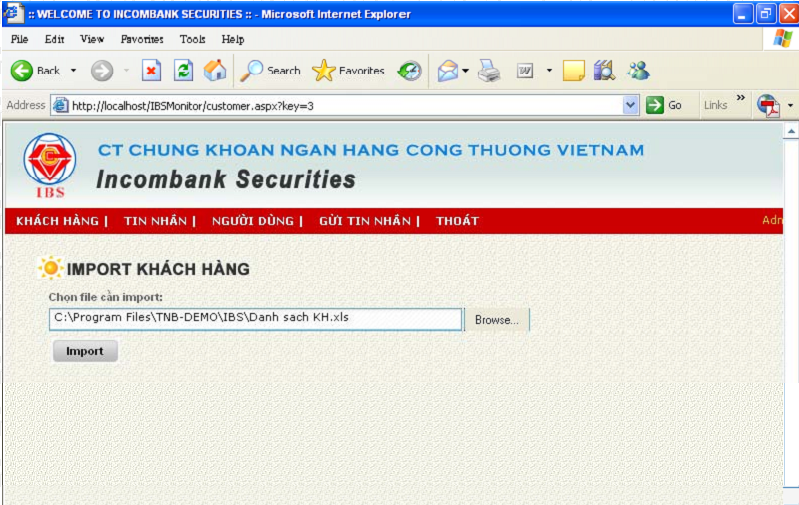 :: WELCOME TO INCOMBANK SECURITIES :: - Microsoft Internet Explorer
File Edit View Favorites Tools Help
Back Search Favorites
Address http://localhost/IBSMonitor/customer.aspx?key=3 Go Links »
CT CHUNG KHOAN NGAN HANG CONG THUONG VIETNAM
Incombank Securities
IBS
KHÁCH HÀNG | TIN NHẮN | NGƯỜI DÙNG | GỬI TIN NHẮN | THOÁT Adn
IMPORT KHÁCH HÀNG
Chọn file cần import:
C:\Program Files\TNB-DEMO\IBS\Danh sach KH.xls Browse...
Import